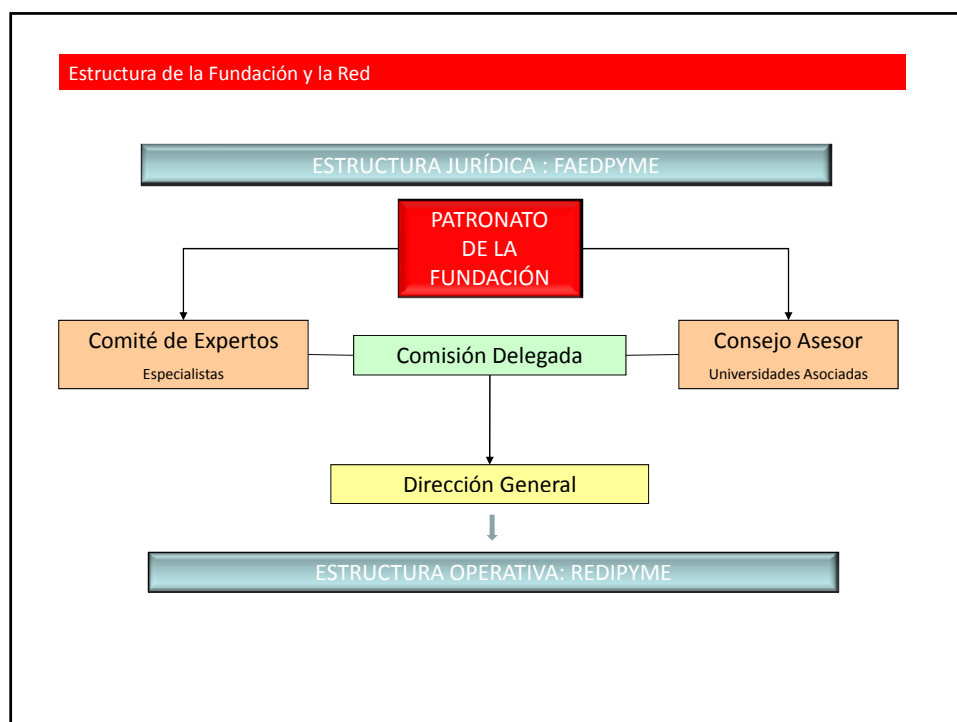 Estructura de la Fundación y la Red
ESTRUCTURA JURÍDICA : FAEDPYME
PATRONATO
DE LA
FUNDACIÓN
Comité de Expertos
Especialistas
Comisión Delegada
Consejo Asesor
Universidades Asociadas
Dirección General
ESTRUCTURA OPERATIVA: REDIPYME